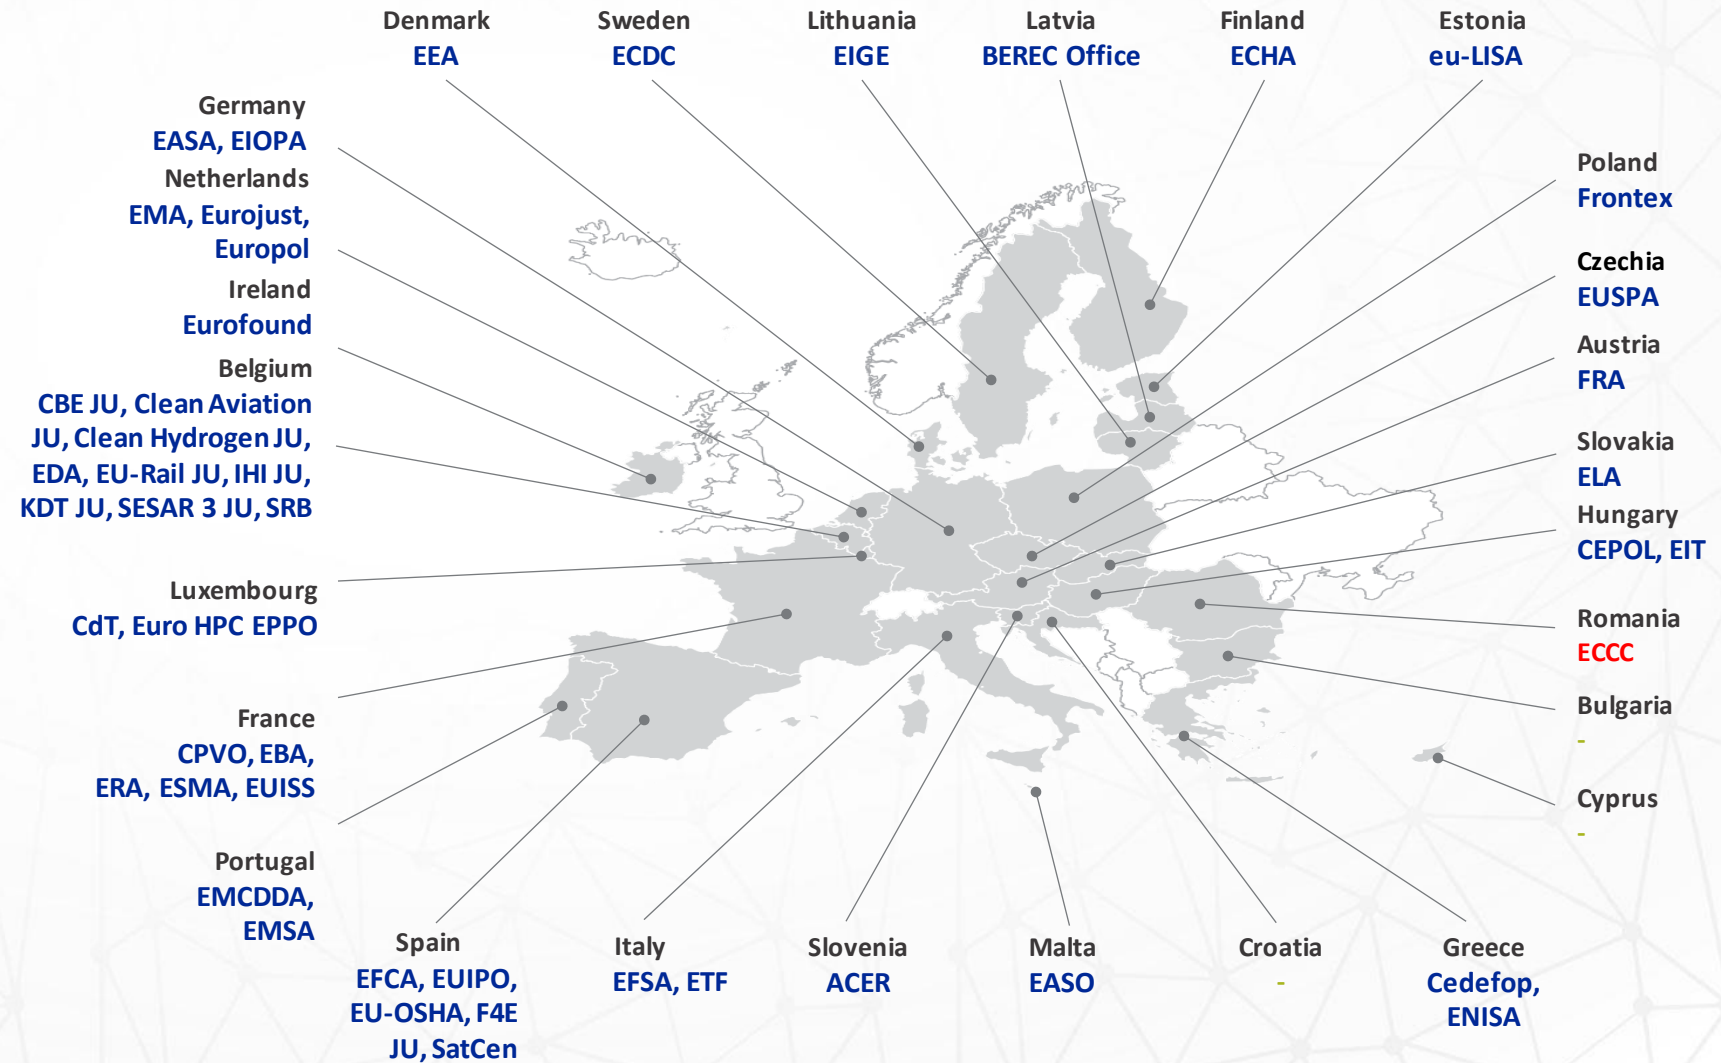 Denmark
EEA
Sweden
ECDC
Lithuania
EIGE
Latvia
BEREC Office
Finland
ECHA
Estonia
eu-LISA
Germany
EASA, EIOPA
Netherlands
EMA, Eurojust,
Europol
Ireland
Eurofound
Belgium
CBE JU, Clean Aviation
JU, Clean Hydrogen JU,
EDA, EU-Rail JU, IHI JU,
KDT JU, SESAR 3 JU, SRB
Luxembourg
CdT, Euro HPC EPPO
France
CPVO, EBA,
ERA, ESMA, EUISS
Portugal
EMCDDA,
EMSA
Spain
EFCA, EUIPO,
EU-OSHA, F4E
JU, SatCen
Italy
EFSA, ETF
Slovenia
ACER
Malta
EASO
Croatia
-
Greece
Cedefop,
ENISA
Poland
Frontex
Czechia
EUSPA
Austria
FRA
Slovakia
ELA
Hungary
CEPOL, EIT
Romania
ECCC
Bulgaria
-
Cyprus
-